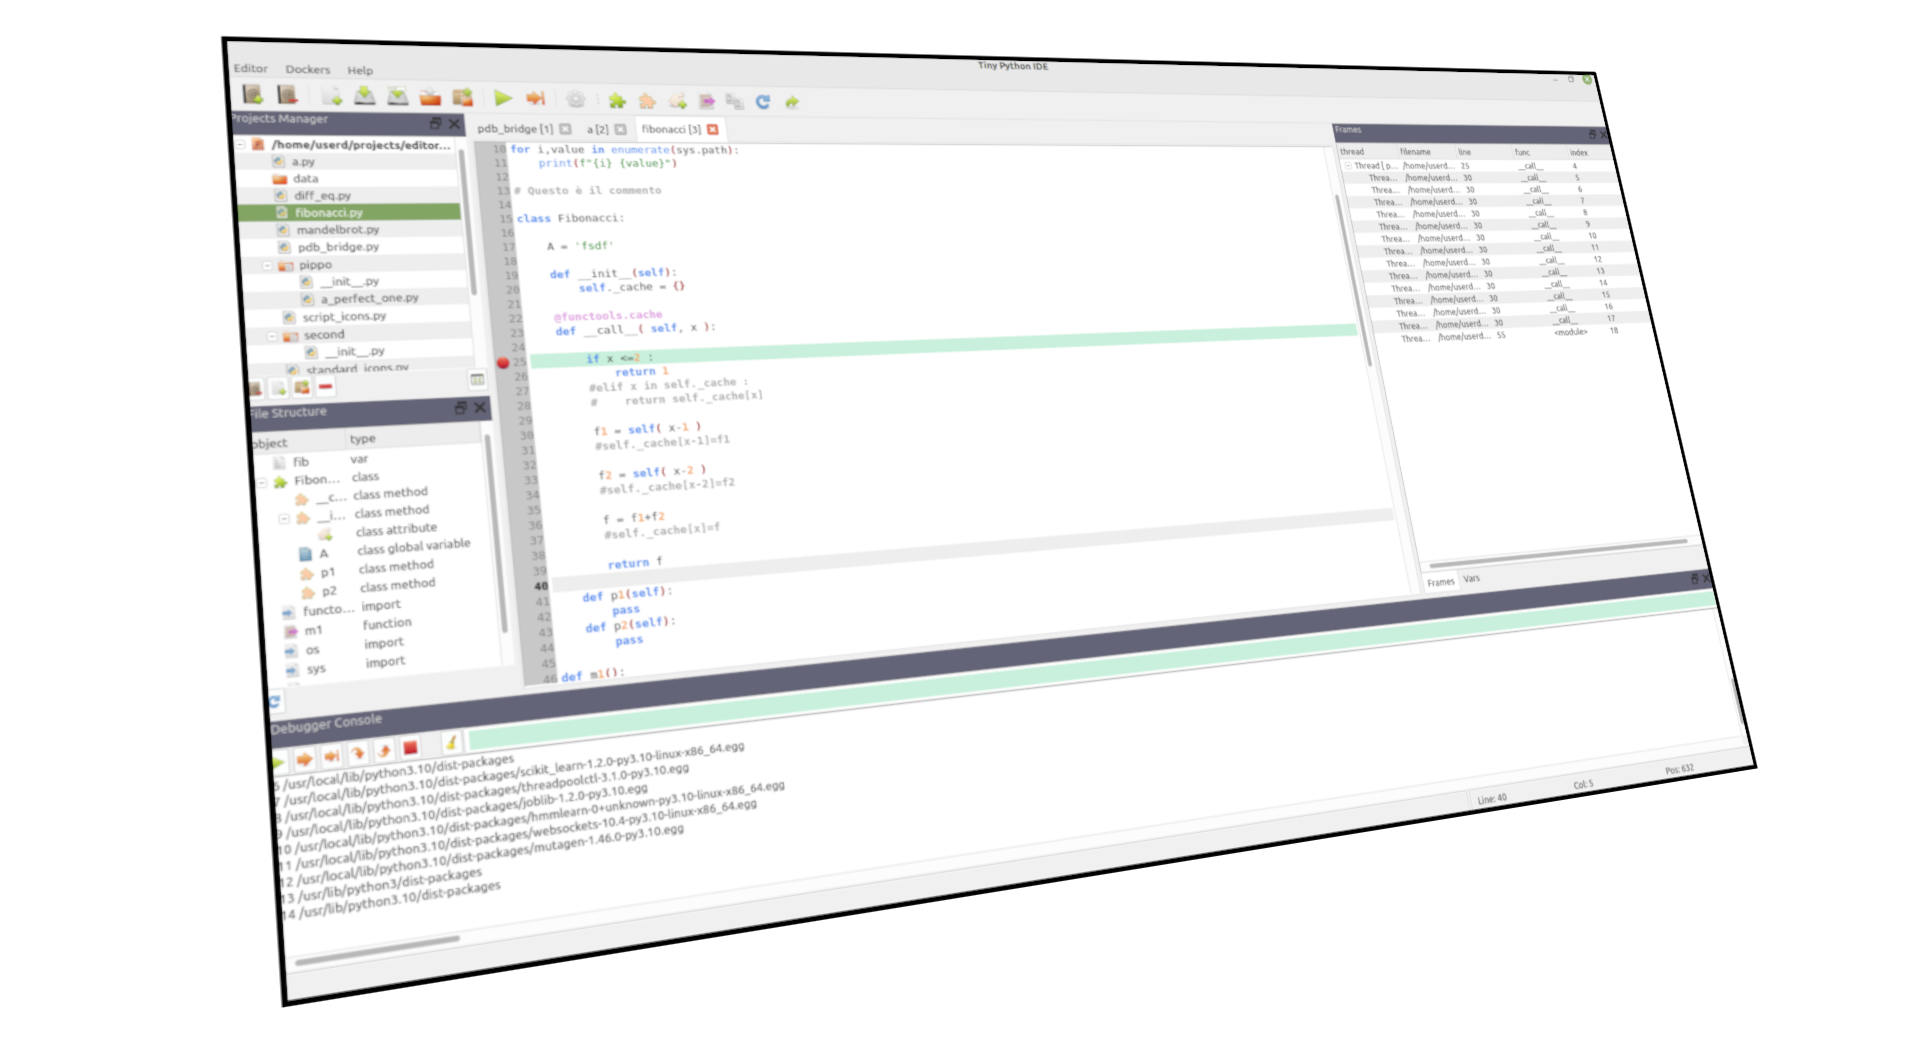 Tiny Python IDE
Editor Dockers Help
Projects Manager
/home/userd/projects/editor...
a.py
data
diff_eq.py
fibonacci.py
mandelbrot.py
pdb_bridge.py
pippo
__init__.py
a_perfect_one.py
script_icons.py
second
__init__.py
standard_icons.py
File Structure
object type
fib var
Fibon... class
__c... class method
__i... class method
class attribute
A class global variable
p1 class method
p2 class method
functo... import
m1 function
os import
sys import
pdb_bridge [1] a [2] fibonacci [3]
10 for i,value in enumerate(sys.path):
11 print(f"{i} {value}")
12
13 # Questo è il commento
14
15 class Fibonacci:
16
17 A = 'fsdf'
18
19 def __init__(self):
20 self._cache = {}
21
22 @functools.cache
23 def __call__( self, x ):
24
25 if x <=2 :
26 return 1
27 #elif x in self._cache :
28 # return self._cache[x]
29
30 f1 = self( x-1 )
31 #self._cache[x-1]=f1
32
33 f2 = self( x-2 )
34 #self._cache[x-2]=f2
35
36 f = f1+f2
37 #self._cache[x]=f
38
39 return f
40
41 def p1(self):
42 pass
43 def p2(self):
44 pass
45
46 def m1():
Frames
thread filename line func index
Thread[ p... /home/userd... 25 __call__ 4
Threa... /home/userd... 30 __call__ 5
Threa... /home/userd... 30 __call__ 6
Threa... /home/userd... 30 __call__ 7
Threa... /home/userd... 30 __call__ 8
Threa... /home/userd... 30 __call__ 9
Threa... /home/userd... 30 __call__ 10
Threa... /home/userd... 30 __call__ 11
Threa... /home/userd... 30 __call__ 12
Threa... /home/userd... 30 __call__ 13
Threa... /home/userd... 30 __call__ 14
Threa... /home/userd... 30 __call__ 15
Threa... /home/userd... 30 __call__ 16
Threa... /home/userd... 30 __call__ 17
Threa... /home/userd... 55 <module> 18
Frames Vars
Debugger Console
6 /usr/local/lib/python3.10/dist-packages
7 /usr/local/lib/python3.10/dist-packages/scikit_learn-1.2.0-py3.10-linux-x86_64.egg
8 /usr/local/lib/python3.10/dist-packages/threadpoolctl-3.1.0-py3.10.egg
9 /usr/local/lib/python3.10/dist-packages/joblib-1.2.0-py3.10.egg
10 /usr/local/lib/python3.10/dist-packages/hmmlearn-0+unknown-py3.10-linux-x86_64.egg
11 /usr/local/lib/python3.10/dist-packages/websockets-10.4-py3.10-linux-x86_64.egg
12 /usr/local/lib/python3.10/dist-packages/mutagen-1.46.0-py3.10.egg
13 /usr/lib/python3/dist-packages
14 /usr/lib/python3.10/dist-packages
Line: 40 Col: 5 Pos: 632